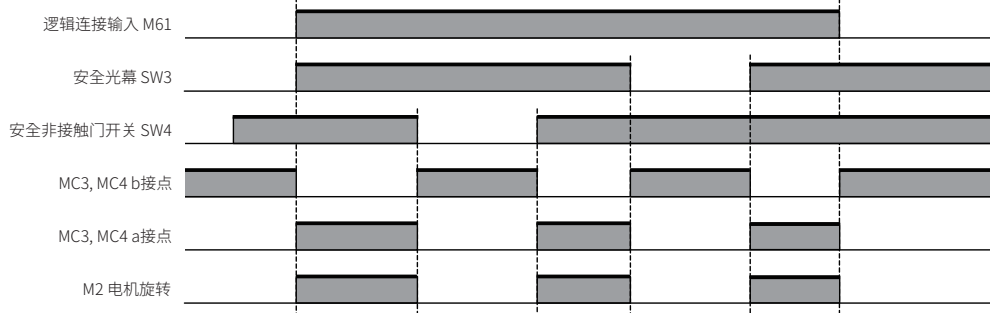 逻辑连接输入 M61
安全光幕 SW3
安全非接触门开关 SW4
MC3, MC4 b接点
MC3, MC4 a接点
M2 电机旋转